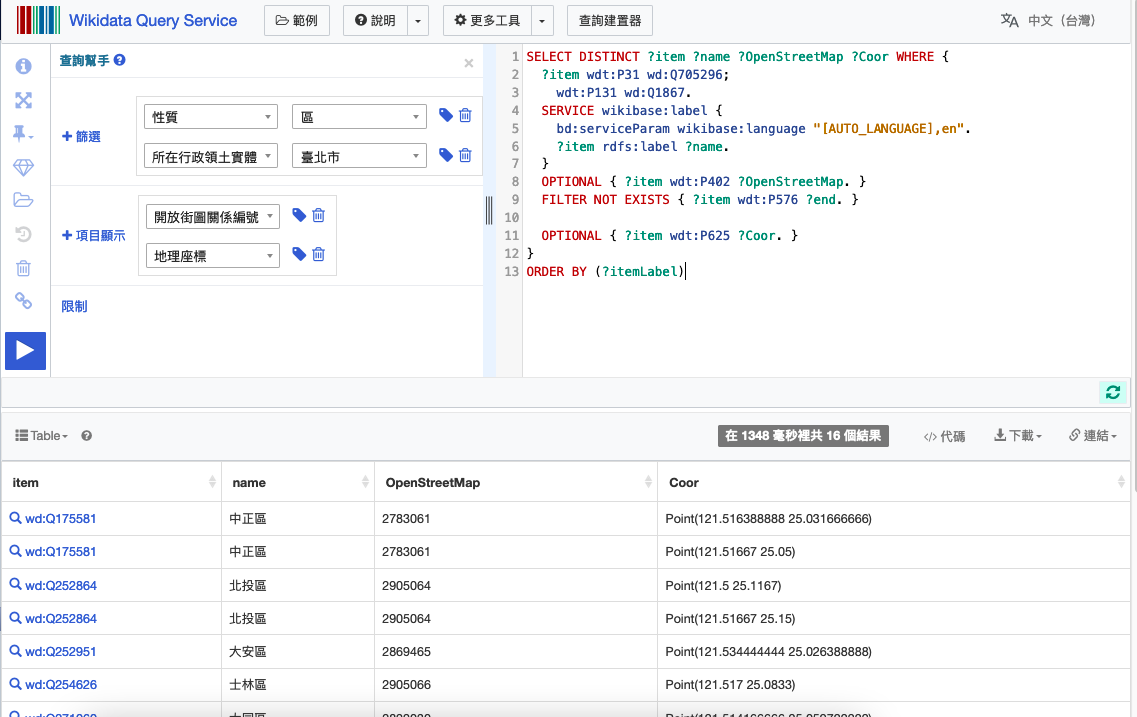 Wikidata Query Service 範例 說明 更多工具 查詢建置器 中文（台灣）
查詢幫手
篩選
性質 區
所在行政領土實體 臺北市
項目顯示
開放街圖關係編號
地理座標
限制
1 SELECT DISTINCT ?item ?name ?OpenStreetMap ?Coor WHERE {
2 ?item wdt:P31 wd:Q705296;
3 wdt:P131 wd:Q1867.
4 SERVICE wikibase:label {
5 bd:serviceParam wikibase:language "[AUTO_LANGUAGE],en".
6 ?item rdfs:label ?name.
7 }
8 OPTIONAL { ?item wdt:P402 ?OpenStreetMap. }
9 FILTER NOT EXISTS { ?item wdt:P576 ?end. }
10
11 OPTIONAL { ?item wdt:P625 ?Coor. }
12 }
13 ORDER BY (?itemLabel)
Table 在 1348 毫秒裡共 16 個結果 </> 代碼 下載 連結
item name OpenStreetMap Coor
wd:Q175581 中正區 2783061 Point(121.516388888 25.031666666)
wd:Q175581 中正區 2783061 Point(121.51667 25.05)
wd:Q252864 北投區 2905064 Point(121.5 25.1167)
wd:Q252864 北投區 2905064 Point(121.51667 25.15)
wd:Q252951 大安區 2869465 Point(121.534444444 25.026388888)
wd:Q254626 士林區 2905066 Point(121.517 25.0833)